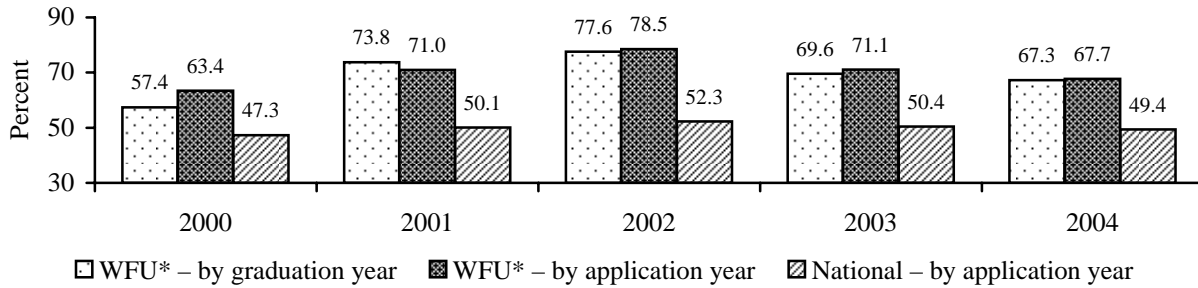 90
70
50
30
Percent
57.4 63.4 47.3 73.8 71.0 50.1 77.6 78.5 52.3 69.6 71.1 50.4 67.3 67.7 49.4
2000 2001 2002 2003 2004
WFU* – by graduation year WFU* – by application year National – by application year